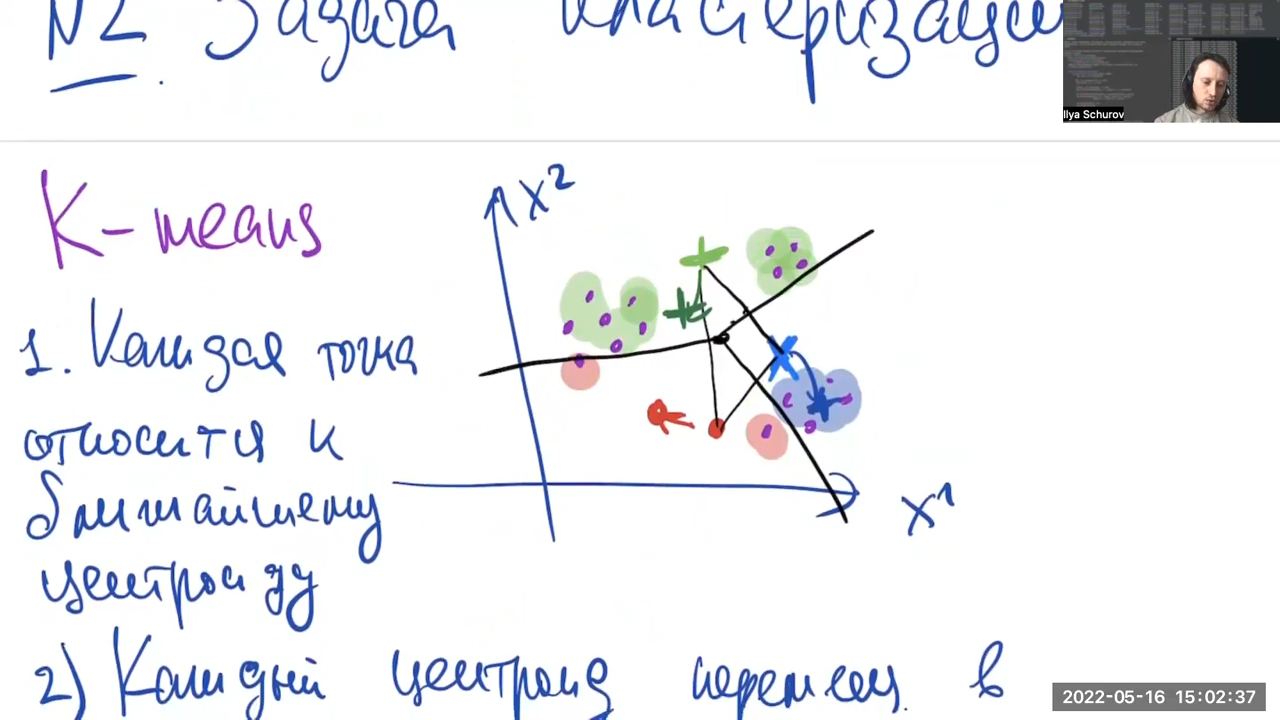 №2 Задача кластеризации
Ilya Schurov
K-means
X²
1. Каждая точка
относится к
ближайшему
центроиду
X¹
2) Каждый центроид перемещ. в
2022-05-16 15:02:37